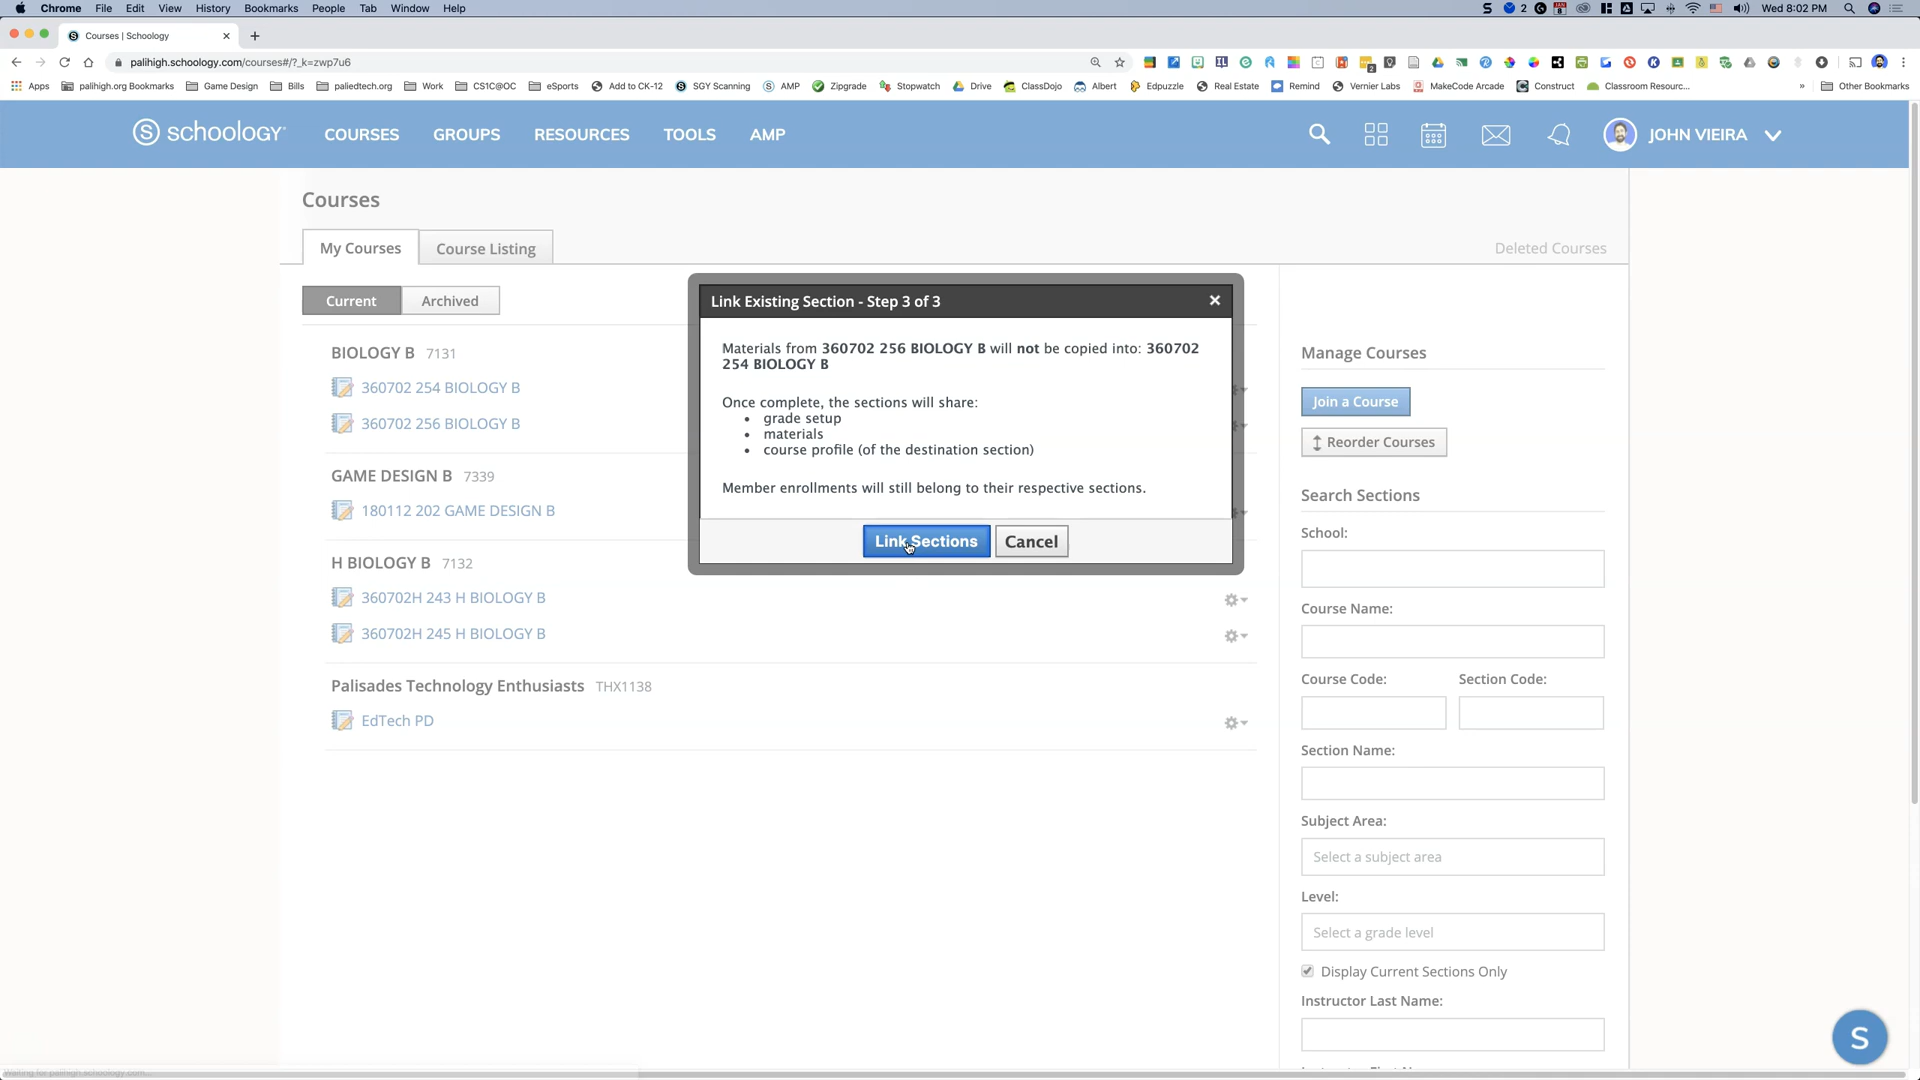 Chrome File Edit View History Bookmarks People Tab Window Help
2
Wed 8:02 PM
Courses | Schoology
palihigh.schoology.com/courses#/?_k=zwp7u6
Apps palihigh.org Bookmarks Game Design Bills paliedtech.org Work CS1C@OC eSports Add to CK-12 SGY Scanning AMP Zipgrade Stopwatch Drive ClassDojo Albert Edpuzzle Real Estate Remind Vernier Labs MakeCode Arcade Construct Classroom Resourc... » Other Bookmarks
schoology COURSES GROUPS RESOURCES TOOLS AMP JOHN VIEIRA
Courses
My Courses Course Listing Deleted Courses
Current Archived
BIOLOGY B 7131
360702 254 BIOLOGY B
360702 256 BIOLOGY B
GAME DESIGN B 7339
180112 202 GAME DESIGN B
H BIOLOGY B 7132
360702H 243 H BIOLOGY B
360702H 245 H BIOLOGY B
Palisades Technology Enthusiasts THX1138
EdTech PD
Link Existing Section - Step 3 of 3
Materials from 360702 256 BIOLOGY B will not be copied into: 360702
254 BIOLOGY B
Once complete, the sections will share:
• grade setup
• materials
• course profile (of the destination section)
Member enrollments will still belong to their respective sections.
Link Sections Cancel
Manage Courses
Join a Course
Reorder Courses
Search Sections
School:
Course Name:
Course Code: Section Code:
Section Name:
Subject Area:
Select a subject area
Level:
Select a grade level
Display Current Sections Only
Instructor Last Name:
S
Waiting for palihigh.schoology.com...